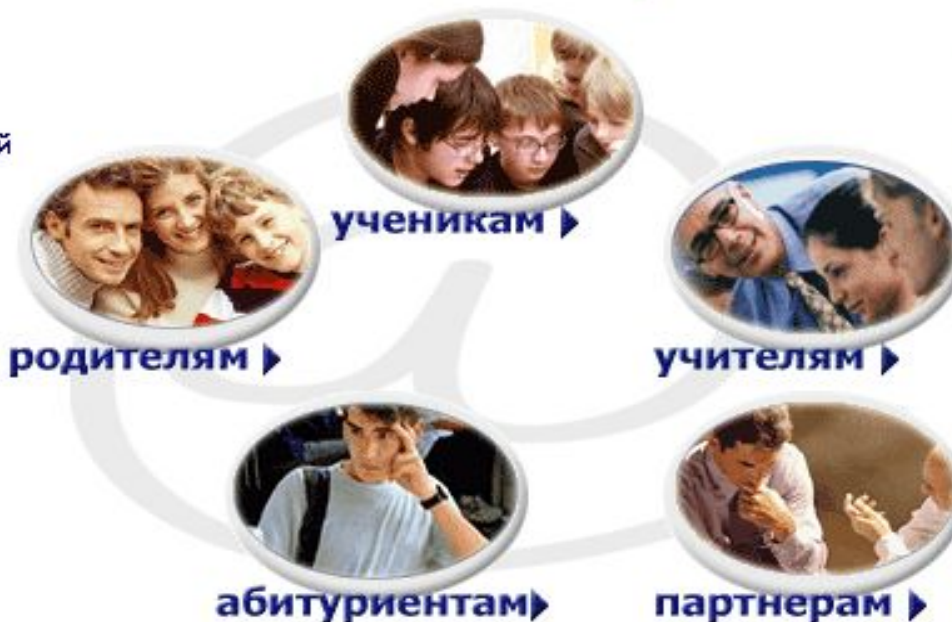 й
ученикам
родителям
учителям
абитуриентам
партнерам